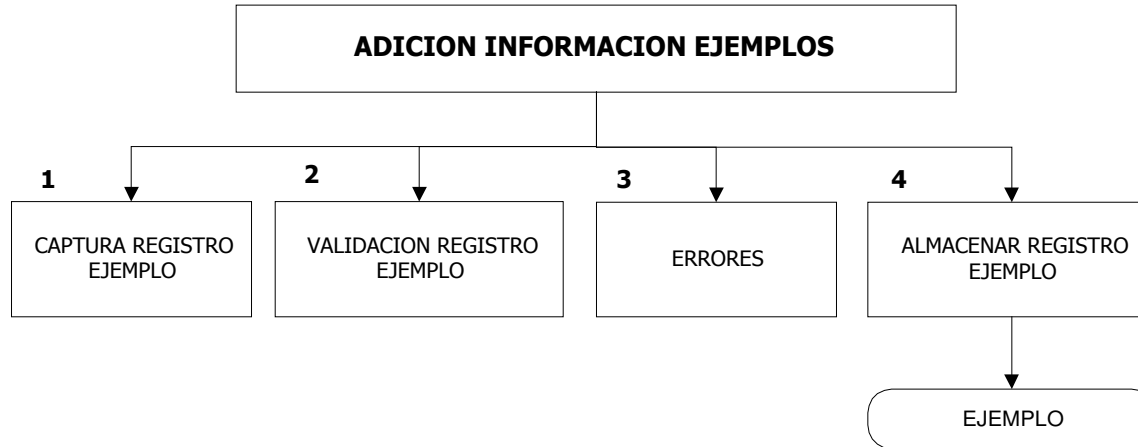 ADICION INFORMACION EJEMPLOS
1
2
3
4
CAPTURA REGISTRO
EJEMPLO
VALIDACION REGISTRO
EJEMPLO
ERRORES
ALMACENAR REGISTRO
EJEMPLO
EJEMPLO